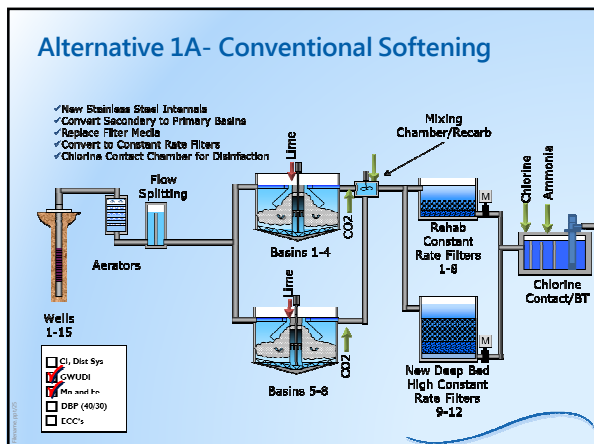 Alternative 1A- Conventional Softening
New Stainless Steel Internals
Convert Secondary to Primary Basins
Replace Filter Media
Convert to Constant Rate Filters
Chlorine Contact Chamber for Disinfection
Mixing
Chamber/Recarb
Flow
Splitting
Lime
CO2
Chlorine
Ammonia
M
Aerators
Basins 1-4
Rehab
Constant
Rate Filters
1-8
Chlorine
Contact/BT
Wells
1-15
Lime
CO2
Basins 5-8
M
New Deep Bed
High Constant
Rate Filters
9-12
Cl, Dist Sys
GWUDI
Mn and Fe
DBP (40/30)
ECC's